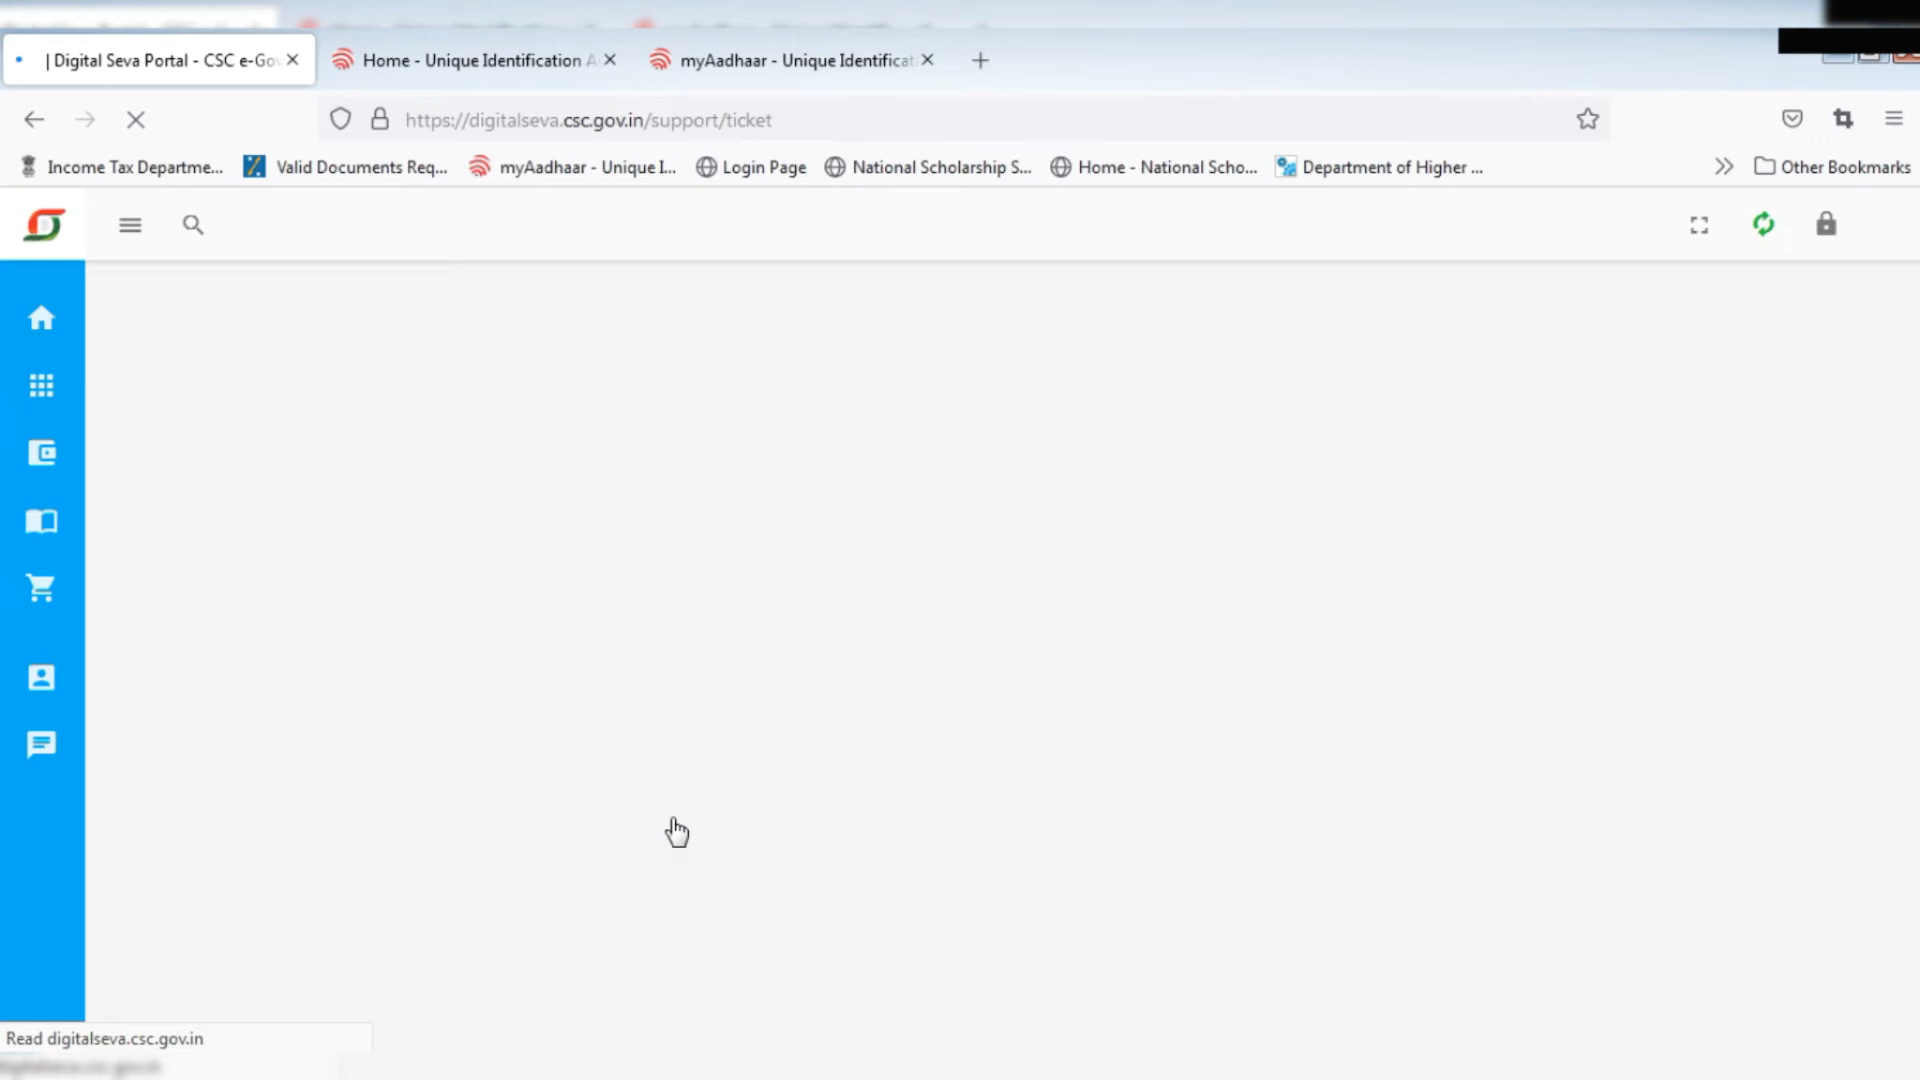 | Digital Seva Portal - CSC e-Gov
Home - Unique Identification A
myAadhaar - Unique Identificat
https://digitalseva.csc.gov.in/support/ticket
Income Tax Departme...
Valid Documents Req...
myAadhaar - Unique I...
Login Page
National Scholarship S...
Home - National Scho...
Department of Higher ...
Other Bookmarks
Read digitalseva.csc.gov.in